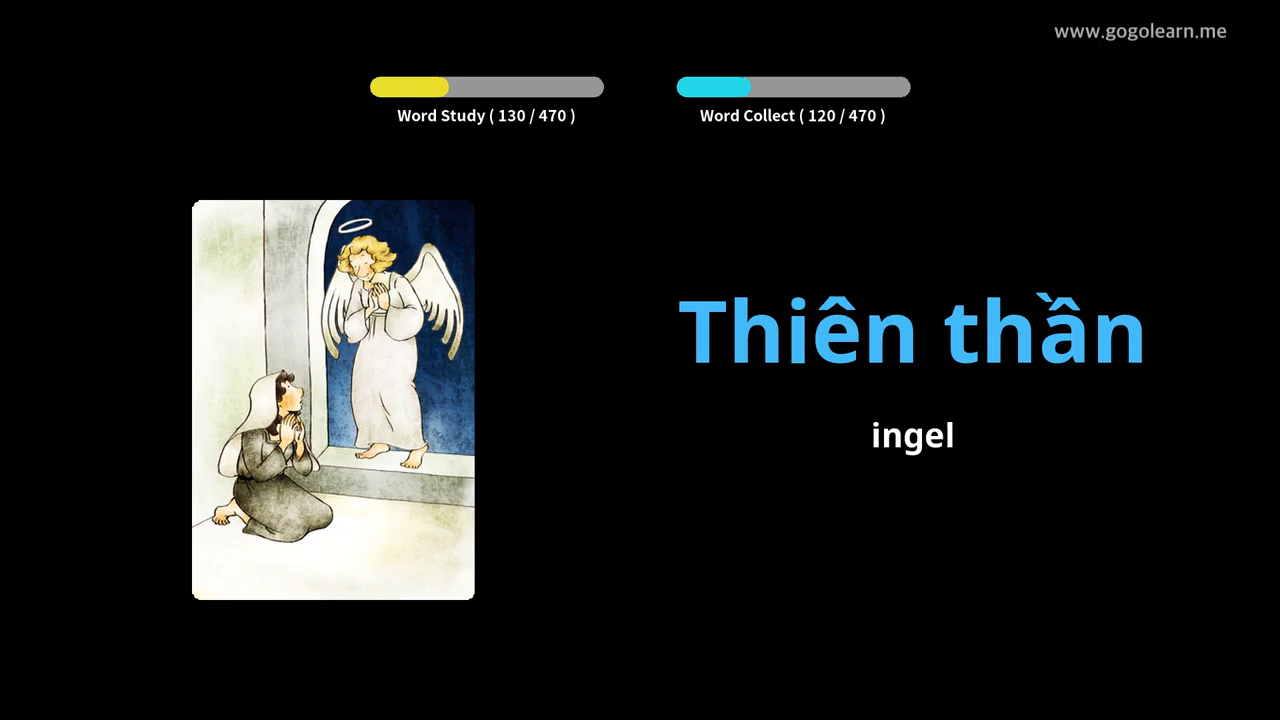 www.gogolearn.me
Word Study ( 130 / 470 )
Word Collect ( 120 / 470 )
Thiên thần
ingel